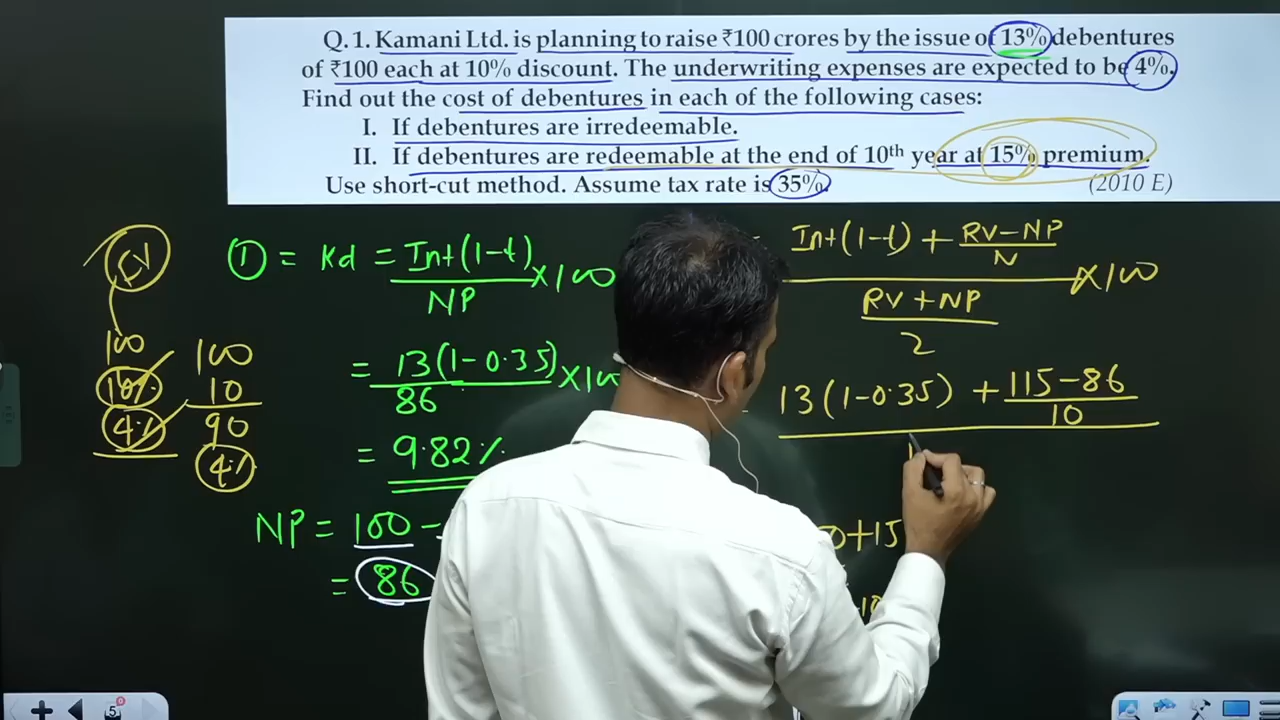 Q. 1. Kamani Ltd. is planning to raise ₹100 crores by the issue of 13% debentures
of ₹100 each at 10% discount. The underwriting expenses are expected to be 4%.
Find out the cost of debentures in each of the following cases:
I. If debentures are irredeemable.
II. If debentures are redeemable at the end of 10th year at 15% premium.
Use short-cut method. Assume tax rate is 35%.
(2010 E)
100
10%
4%
100
10
90
4%
① = Kd = Int(1-t) × 100
NP
= 13(1-0.35) × 100
86
= 9.82%
NP = 100 -
= 86
Int(1-t) + RV-NP
N
× 100
RV+NP
2
13(1-0.35) + 115-86
10
0+15
5